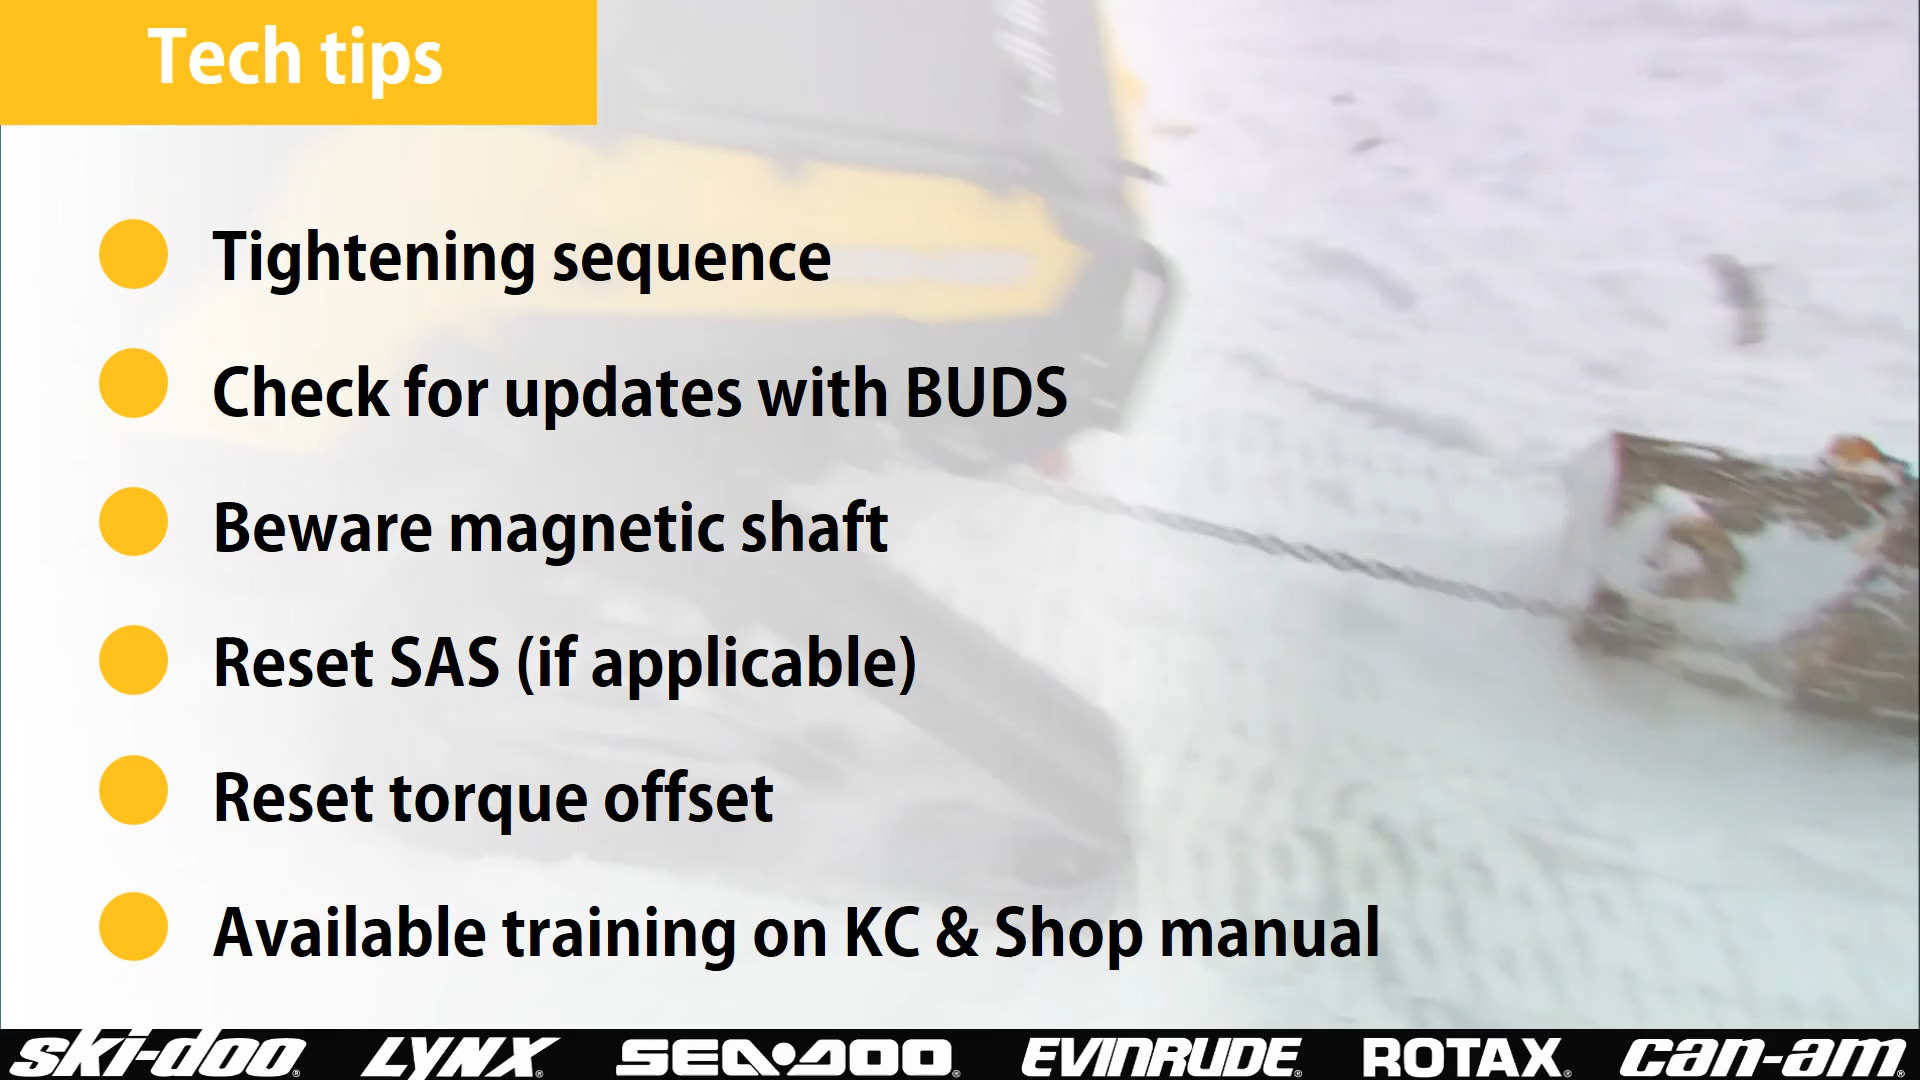 Tech tips
Tightening sequence
Check for updates with BUDS
Beware magnetic shaft
Reset SAS (if applicable)
Reset torque offset
Available training on KC & Shop manual
ski-doo® LYNX® SEA-DOO® EVINRUDE® ROTAX® can-am®